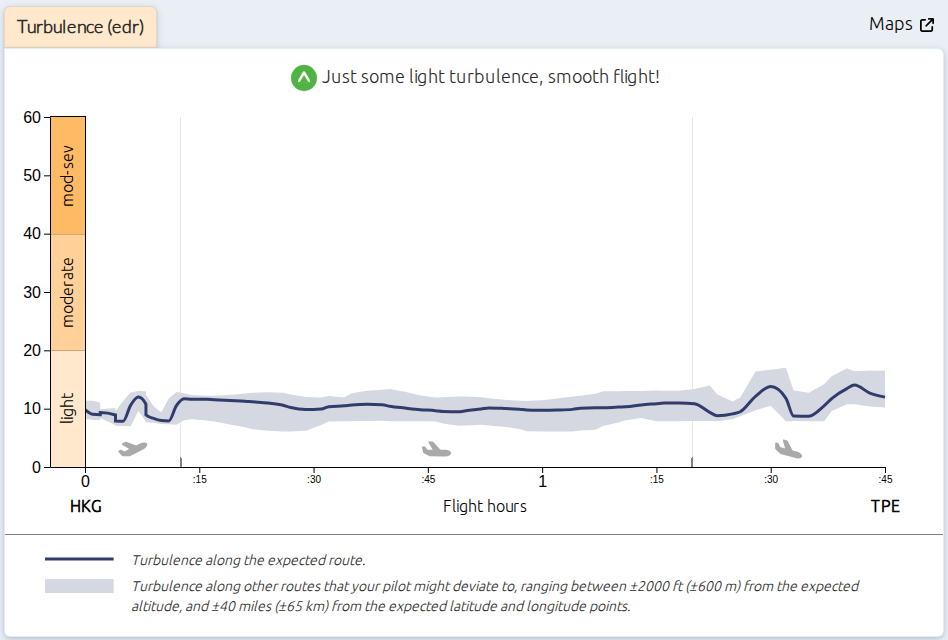 Turbulence (edr)
Maps
Just some light turbulence, smooth flight!
60
50
40
30
20
10
0
mod-sev
moderate
light
0
:15
:30
:45
1
:15
:30
:45
HKG
Flight hours
TPE
Turbulence along the expected route.
Turbulence along other routes that your pilot might deviate to, ranging between ±2000 ft (±600 m) from the expected
altitude, and ±40 miles (±65 km) from the expected latitude and longitude points.